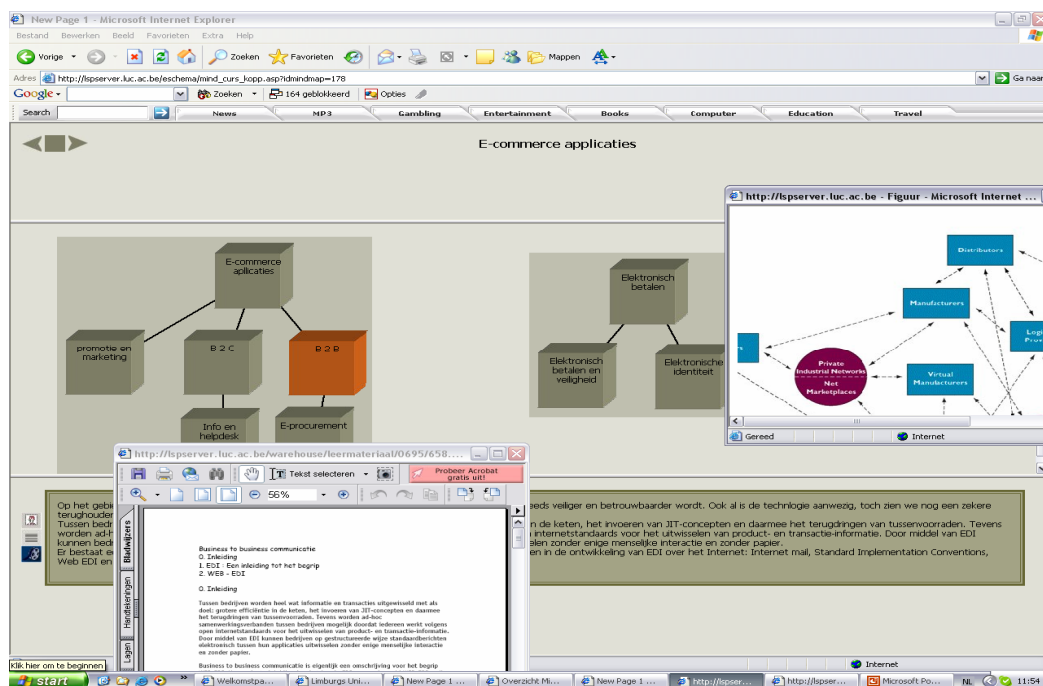 New Page 1 - Microsoft Internet Explorer
Bestand Bewerken Beeld Favorieten Extra Help
Vorige Zoeken Favorieten Mappen
Adres http://lspserver.luc.ac.be/eschema/mind_curs_kopp.asp?idmindmap=178 Ga naar
Google Zoeken 164 geblokkeerd Opties
Search News MP3 Gambling Entertainment Books Computer Education Travel
E-commerce applicaties
http://lspserver.luc.ac.be - Figuur - Microsoft Internet ...
Distributors
Manufacturers
Logi
Prov
rs
Private
Industrial Networks
Net
Marketplaces
Virtual
Manufacturers
Gereed Internet
E-commerce
apllicaties
promotie en
marketing
B 2 C
B 2 B
Info en
helpdesk
E-procurement
Elektronisch
betalen
Elektronisch
betalen en
veiligheid
Elektronische
identiteit
http://lspserver.luc.ac.be/warehouse/leermateriaal/0695/658....
Tekst selecteren
Probeer Acrobat
gratis uit!
56%
Bladwijzers
Handtekeningen
Lagen
Business to business communicatie
0. Inleiding
1. EDI : Een inleiding tot het begrip
2. WEB - EDI
0. Inleiding
Tussen bedrijven worden heel wat informatie en transacties uitgewisseld met als
doel: grotere efficiëntie in de keten, het invoeren van JIT-concepten en daarmee
het terugdringen van tussenvoorraden. Tevens worden ad-hoc
samenwerkingsverbanden tussen bedrijven mogelijk doordat iedereen werkt volgens
open internetstandaards voor het uitwisselen van product- en transactie-informatie.
Door middel van EDI kunnen bedrijven op gestructureerde wijze standaardberichten
elektronisch tussen hun applicaties uitwisselen zonder enige menselijke interactie
en zonder papier.
Business to business communicatie is eigenlijk een omschrijving voor het begrip
Op het gebi eeds veiliger en betrouwbaarder wordt. Ook al is de technlogie aanwezig, toch zien we nog een zekere
terughouder
Tussen bedr n de keten, het invoeren van JIT-concepten en daarmee het terugdringen van tussenvoorraden. Tevens
worden ad-h internetstandaards voor het uitwisselen van product- en transactie-informatie. Door middel van EDI
kunnen bedr elen zonder enige menselijke interactie en zonder papier.
Er bestaat e en in de ontwikkeling van EDI over het Internet: Internet mail, Standard Implementation Conventions,
Web EDI en
Klik hier om te beginnen
Internet
start Welkomstpa... Limburgs Uni... New Page 1 ... Overzicht Mi... New Page 1 ... http://lspser... http://lspser... Microsoft Po... NL 11:54